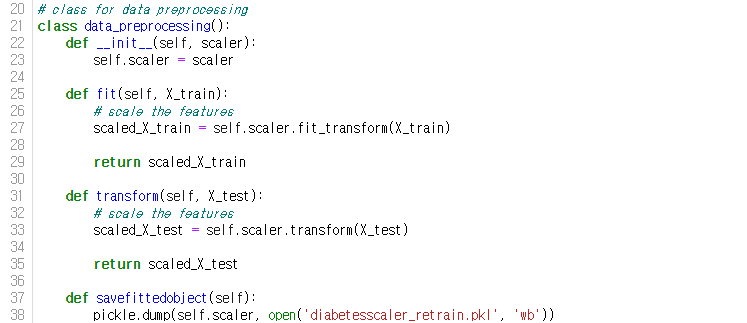 20 # class for data preprocessing
21 class data_preprocessing():
22     def __init__(self, scaler):
23         self.scaler = scaler
24
25     def fit(self, X_train):
26         # scale the features
27         scaled_X_train = self.scaler.fit_transform(X_train)
28
29         return scaled_X_train
30
31     def transform(self, X_test):
32         # scale the features
33         scaled_X_test = self.scaler.transform(X_test)
34
35         return scaled_X_test
36
37     def savefittedobject(self):
38         pickle.dump(self.scaler, open('diabetesscaler_retrain.pkl', 'wb'))